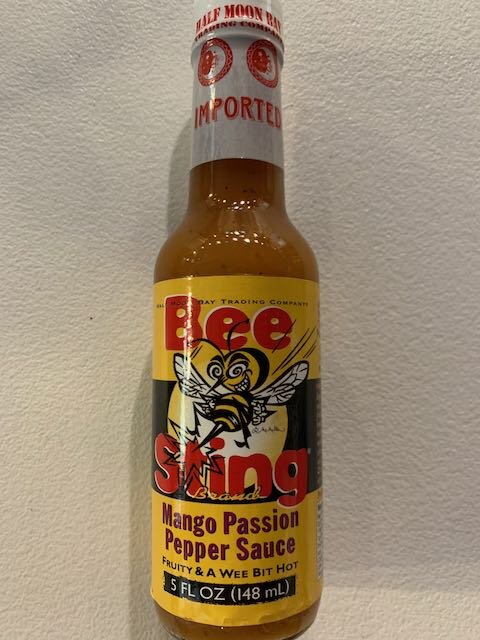 HALF MOON BAY
TRADING COMPANY
IMPORTED
HALF MOON BAY TRADING COMPANY
Bee
Sting
Brand
Mango Passion
Pepper Sauce
FRUITY & A WEE BIT HOT
5 FL OZ (148 mL)